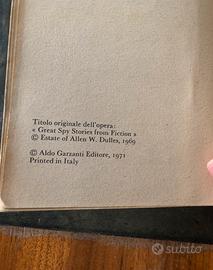 Titolo originale dell'opera:
« Great Spy Stories from Fiction »
© Estate of Allen W. Dulles, 1969
© Aldo Garzanti Editore, 1971
Printed in Italy
subito